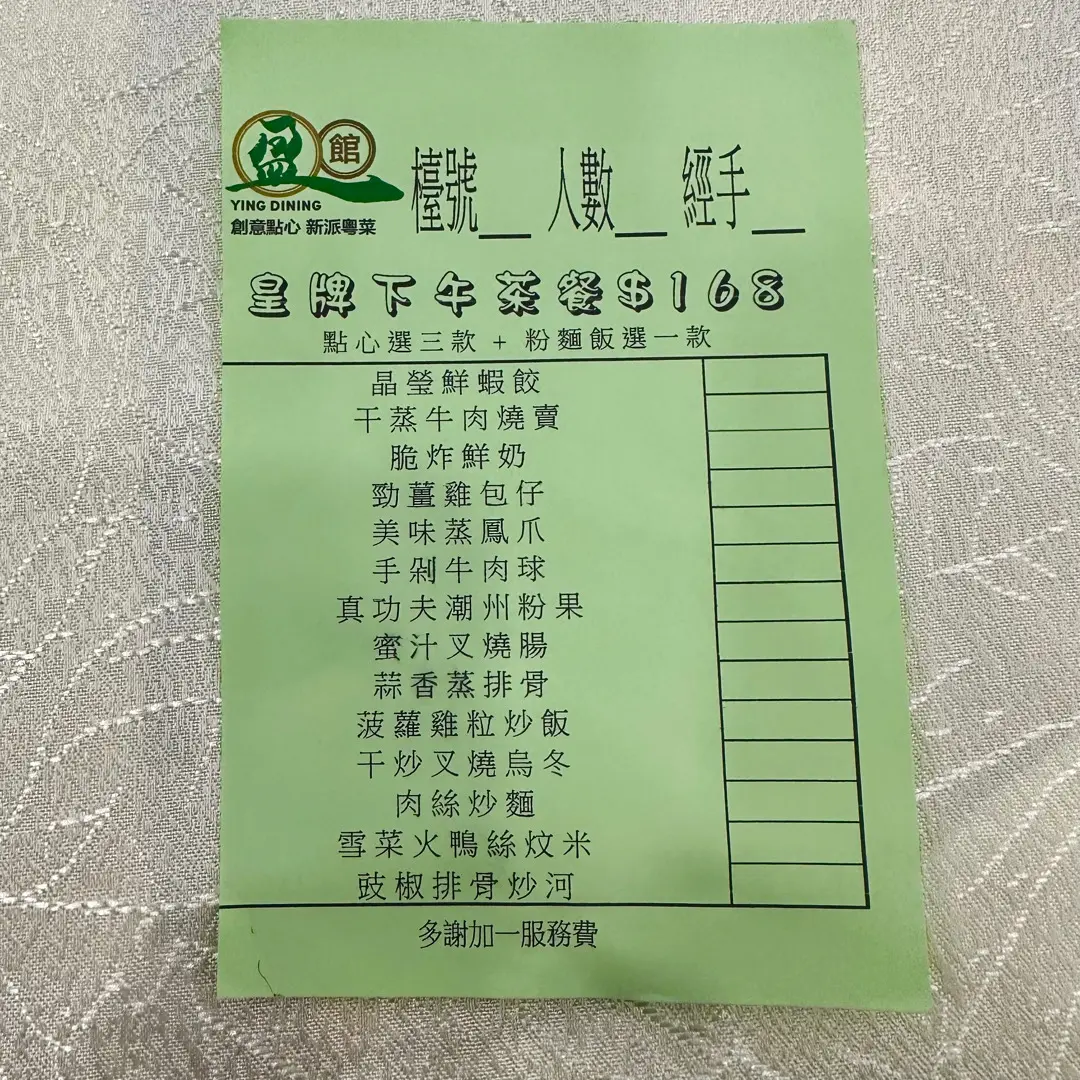 盈館
YING DINING
創意點心 新派粵菜
檯號__ 人數__ 經手__
皇牌下午茶餐$168
點心選三款 + 粉麵飯選一款
晶瑩鮮蝦餃
干蒸牛肉燒賣
脆炸鮮奶
勁薑雞包仔
美味蒸鳳爪
手剁牛肉球
真功夫潮州粉果
蜜汁叉燒腸
蒜香蒸排骨
菠蘿雞粒炒飯
干炒叉燒烏冬
肉絲炒麵
雪菜火鴨絲炆米
豉椒排骨炒河
多謝加一服務費